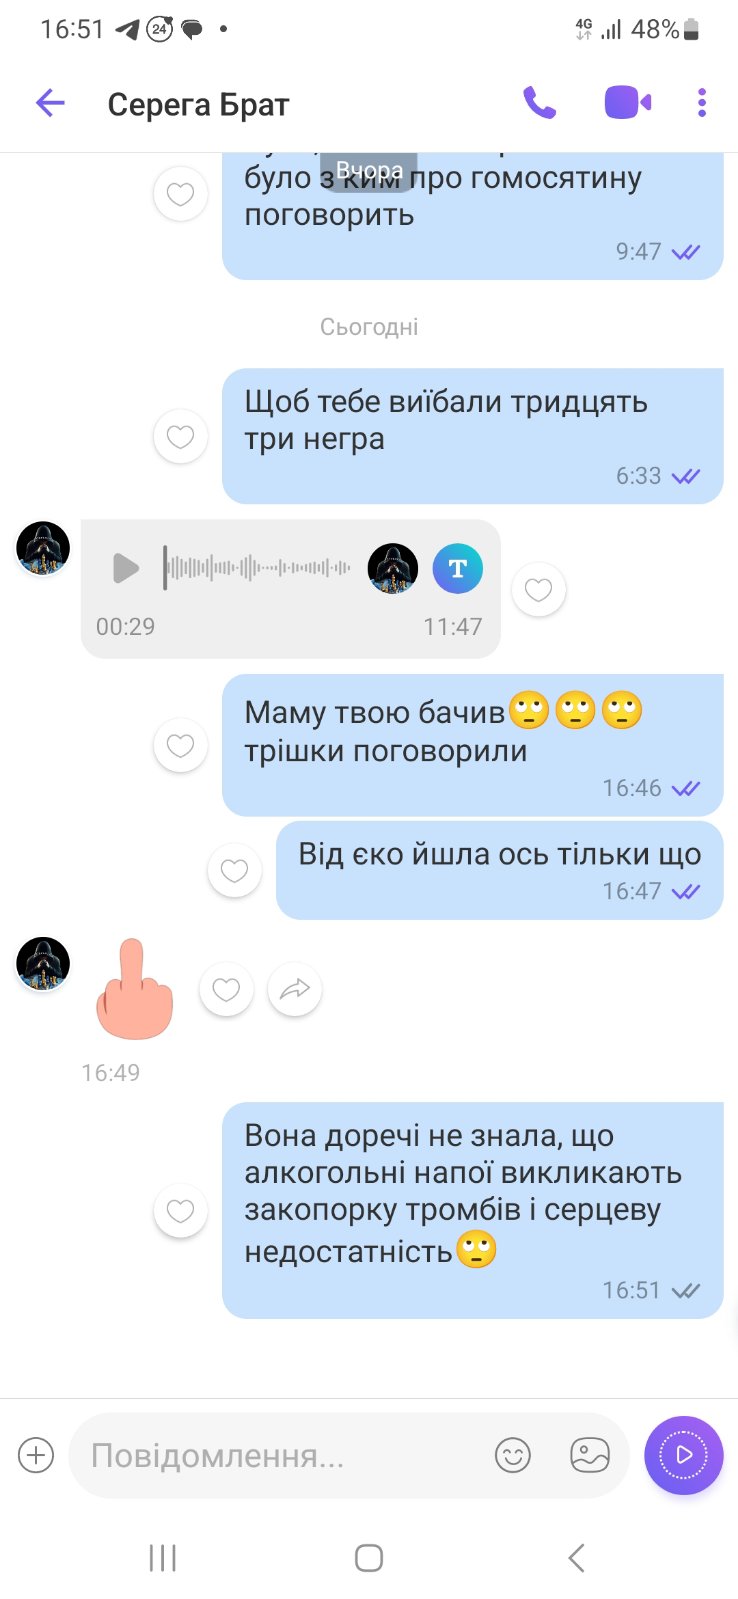 16:51
24
4G
48%
Серега Брат
Вчора
було з ким про гомосятину
поговорить
9:47
Сьогодні
Щоб тебе виїбали тридцять
три негра
6:33
T
00:29
11:47
Маму твою бачив🙄🙄🙄
трішки поговорили
16:46
Від єко йшла ось тільки що
16:47
16:49
Вона доречі не знала, що
алкогольні напої викликають
закопорку тромбів і серцеву
недостатність🙄
16:51
Повідомлення...